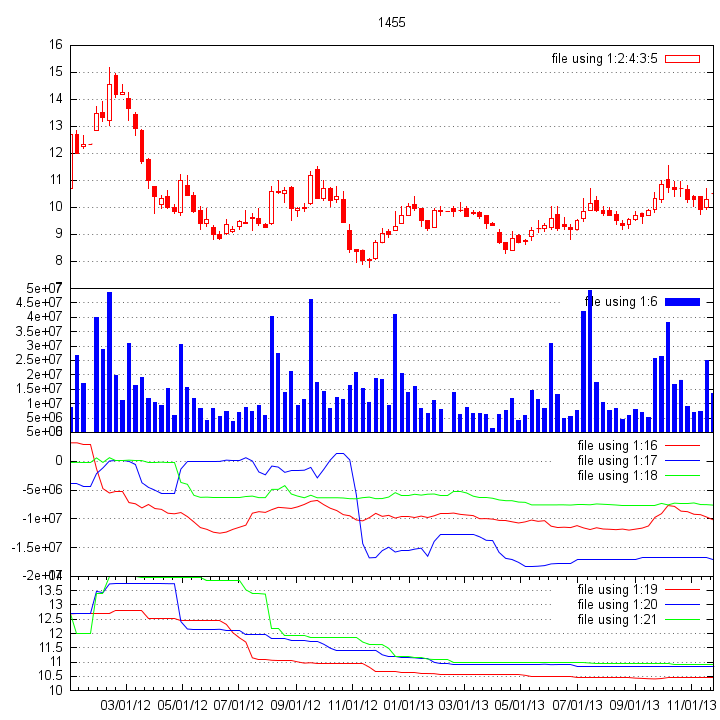 1455
16
file using 1:2:4:3:5
15
14
13
12
11
10
9
8
7
5e+07
file using 1:6
4.5e+07
4e+07
3.5e+07
3e+07
2.5e+07
2e+07
1.5e+07
1e+07
5e+06
0
file using 1:16
file using 1:17
file using 1:18
-5e+06
-1e+07
-1.5e+07
-2e+07
14
13.5
file using 1:19
13
file using 1:20
12.5
file using 1:21
12
11.5
11
10.5
10
03/01/12 05/01/12 07/01/12 09/01/12 11/01/12 01/01/13 03/01/13 05/01/13 07/01/13 09/01/13 11/01/13